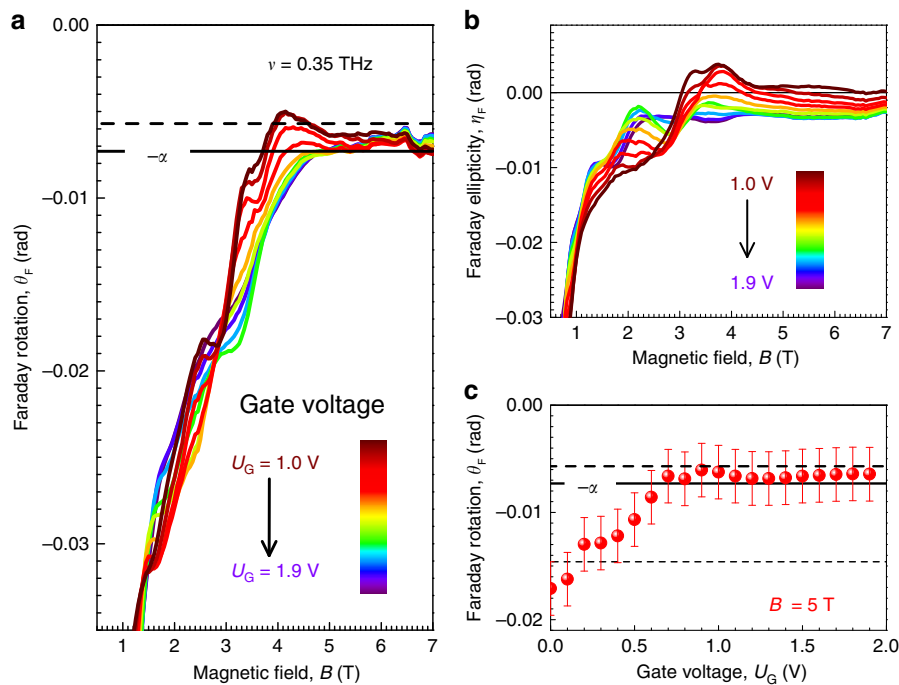 a
0.00
−0.01
−0.02
−0.03
Faraday rotation, θF (rad)
ν = 0.35 THz
−α
Gate voltage
UG = 1.0 V
UG = 1.9 V
1 2 3 4 5 6 7
Magnetic field, B (T)
b
0.00
−0.01
−0.02
−0.03
Faraday ellipticity, ηF (rad)
1.0 V
1.9 V
1 2 3 4 5 6 7
Magnetic field, B (T)
c
0.00
−0.01
−0.02
Faraday rotation, θF (rad)
−α
B = 5 T
0.0 0.5 1.0 1.5 2.0
Gate voltage, UG (V)